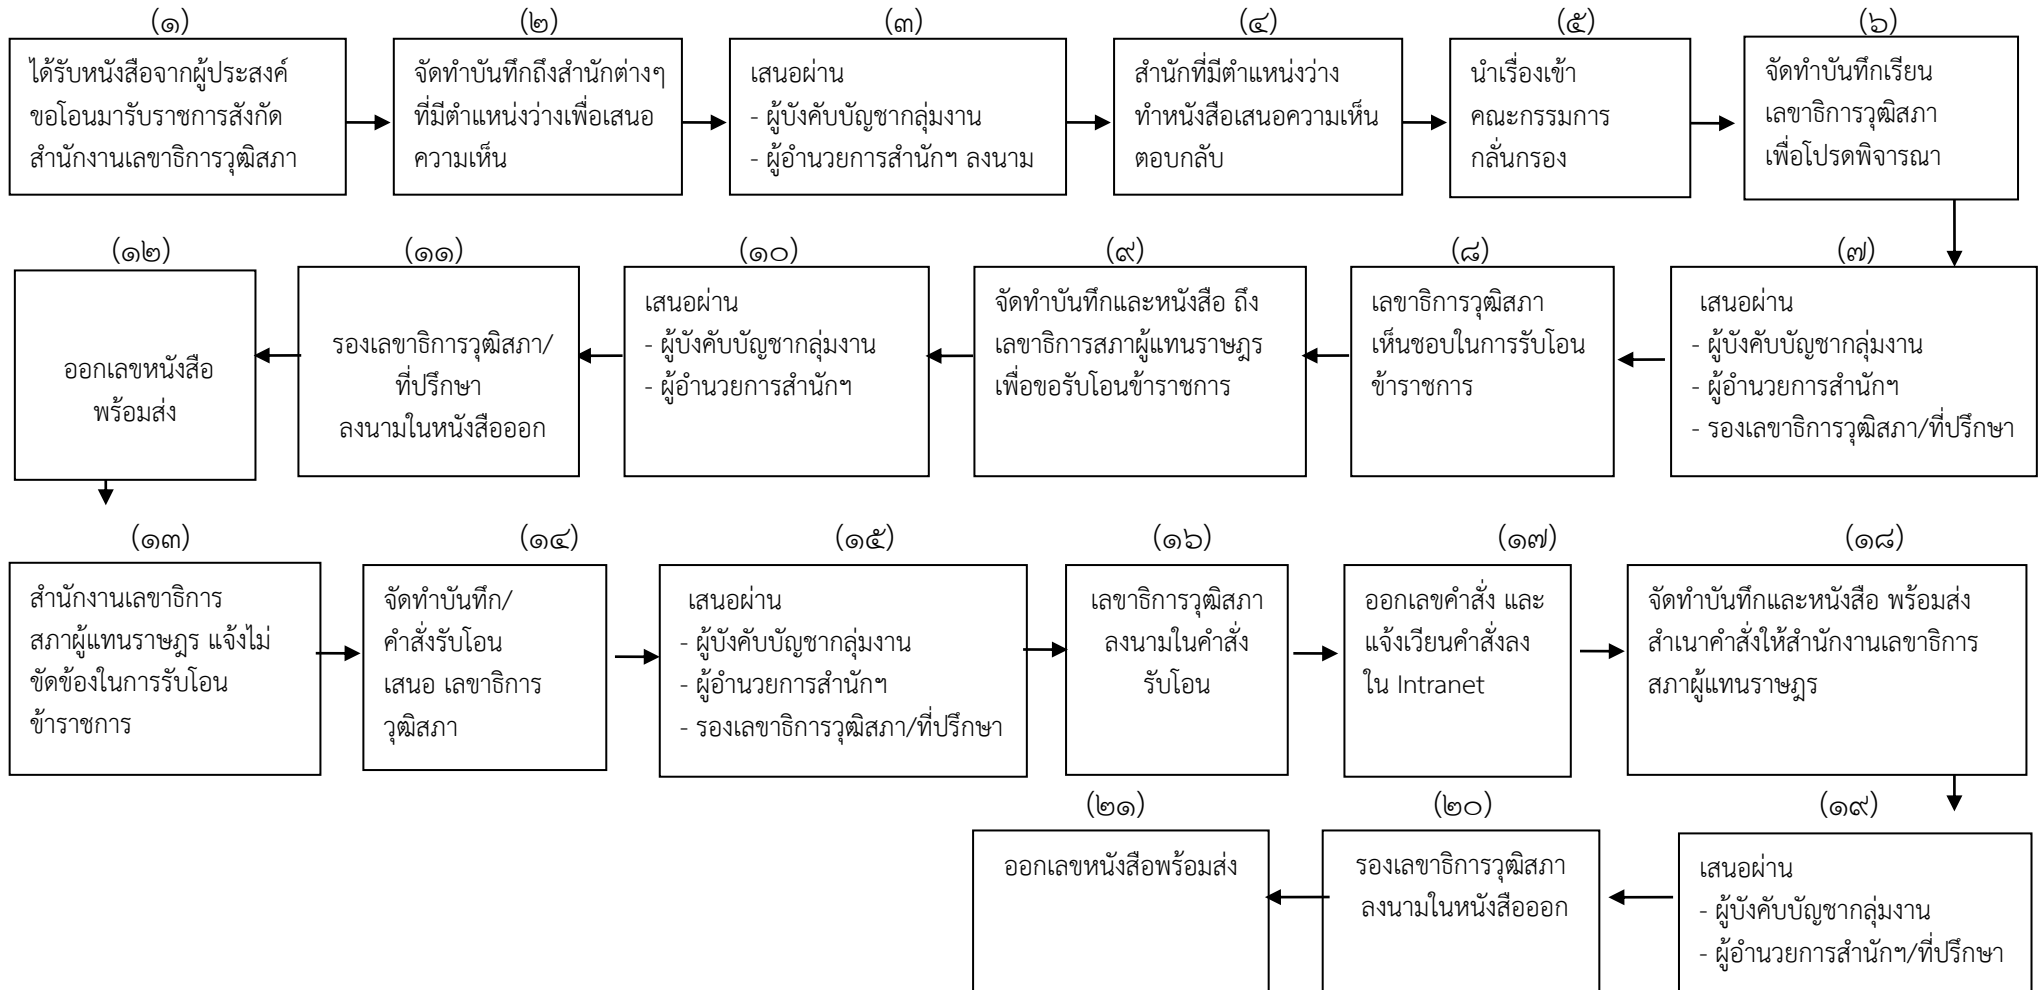 (๑)
ได้รับหนังสือจากผู้ประสงค์
ขอโอนมารับราชการสังกัด
สำนักงานเลขาธิการวุฒิสภา
(๒)
จัดทำบันทึกถึงสำนักต่างๆ
ที่มีตำแหน่งว่างเพื่อเสนอ
ความเห็น
(๓)
เสนอผ่าน
- ผู้บังคับบัญชากลุ่มงาน
- ผู้อำนวยการสำนักฯ ลงนาม
(๔)
สำนักที่มีตำแหน่งว่าง
ทำหนังสือเสนอความเห็น
ตอบกลับ
(๕)
นำเรื่องเข้า
คณะกรรมการ
กลั่นกรอง
(๖)
จัดทำบันทึกเรียน
เลขาธิการวุฒิสภา
เพื่อโปรดพิจารณา
(๗)
เสนอผ่าน
- ผู้บังคับบัญชากลุ่มงาน
- ผู้อำนวยการสำนักฯ
- รองเลขาธิการวุฒิสภา/ที่ปรึกษา
(๘)
เลขาธิการวุฒิสภา
เห็นชอบในการรับโอน
ข้าราชการ
(๙)
จัดทำบันทึกและหนังสือ ถึง
เลขาธิการสภาผู้แทนราษฎร
เพื่อขอรับโอนข้าราชการ
(๑๐)
เสนอผ่าน
- ผู้บังคับบัญชากลุ่มงาน
- ผู้อำนวยการสำนักฯ
(๑๑)
รองเลขาธิการวุฒิสภา/
ที่ปรึกษา
ลงนามในหนังสือออก
(๑๒)
ออกเลขหนังสือ
พร้อมส่ง
(๑๓)
สำนักงานเลขาธิการ
สภาผู้แทนราษฎร แจ้งไม่
ขัดข้องในการรับโอน
ข้าราชการ
(๑๔)
จัดทำบันทึก/
คำสั่งรับโอน
เสนอ เลขาธิการ
วุฒิสภา
(๑๕)
เสนอผ่าน
- ผู้บังคับบัญชากลุ่มงาน
- ผู้อำนวยการสำนักฯ
- รองเลขาธิการวุฒิสภา/ที่ปรึกษา
(๑๖)
เลขาธิการวุฒิสภา
ลงนามในคำสั่ง
รับโอน
(๑๗)
ออกเลขคำสั่ง และ
แจ้งเวียนคำสั่งลง
ใน Intranet
(๑๘)
จัดทำบันทึกและหนังสือ พร้อมส่ง
สำเนาคำสั่งให้สำนักงานเลขาธิการ
สภาผู้แทนราษฎร
(๑๙)
เสนอผ่าน
- ผู้บังคับบัญชากลุ่มงาน
- ผู้อำนวยการสำนักฯ/ที่ปรึกษา
(๒๐)
รองเลขาธิการวุฒิสภา
ลงนามในหนังสือออก
(๒๑)
ออกเลขหนังสือพร้อมส่ง